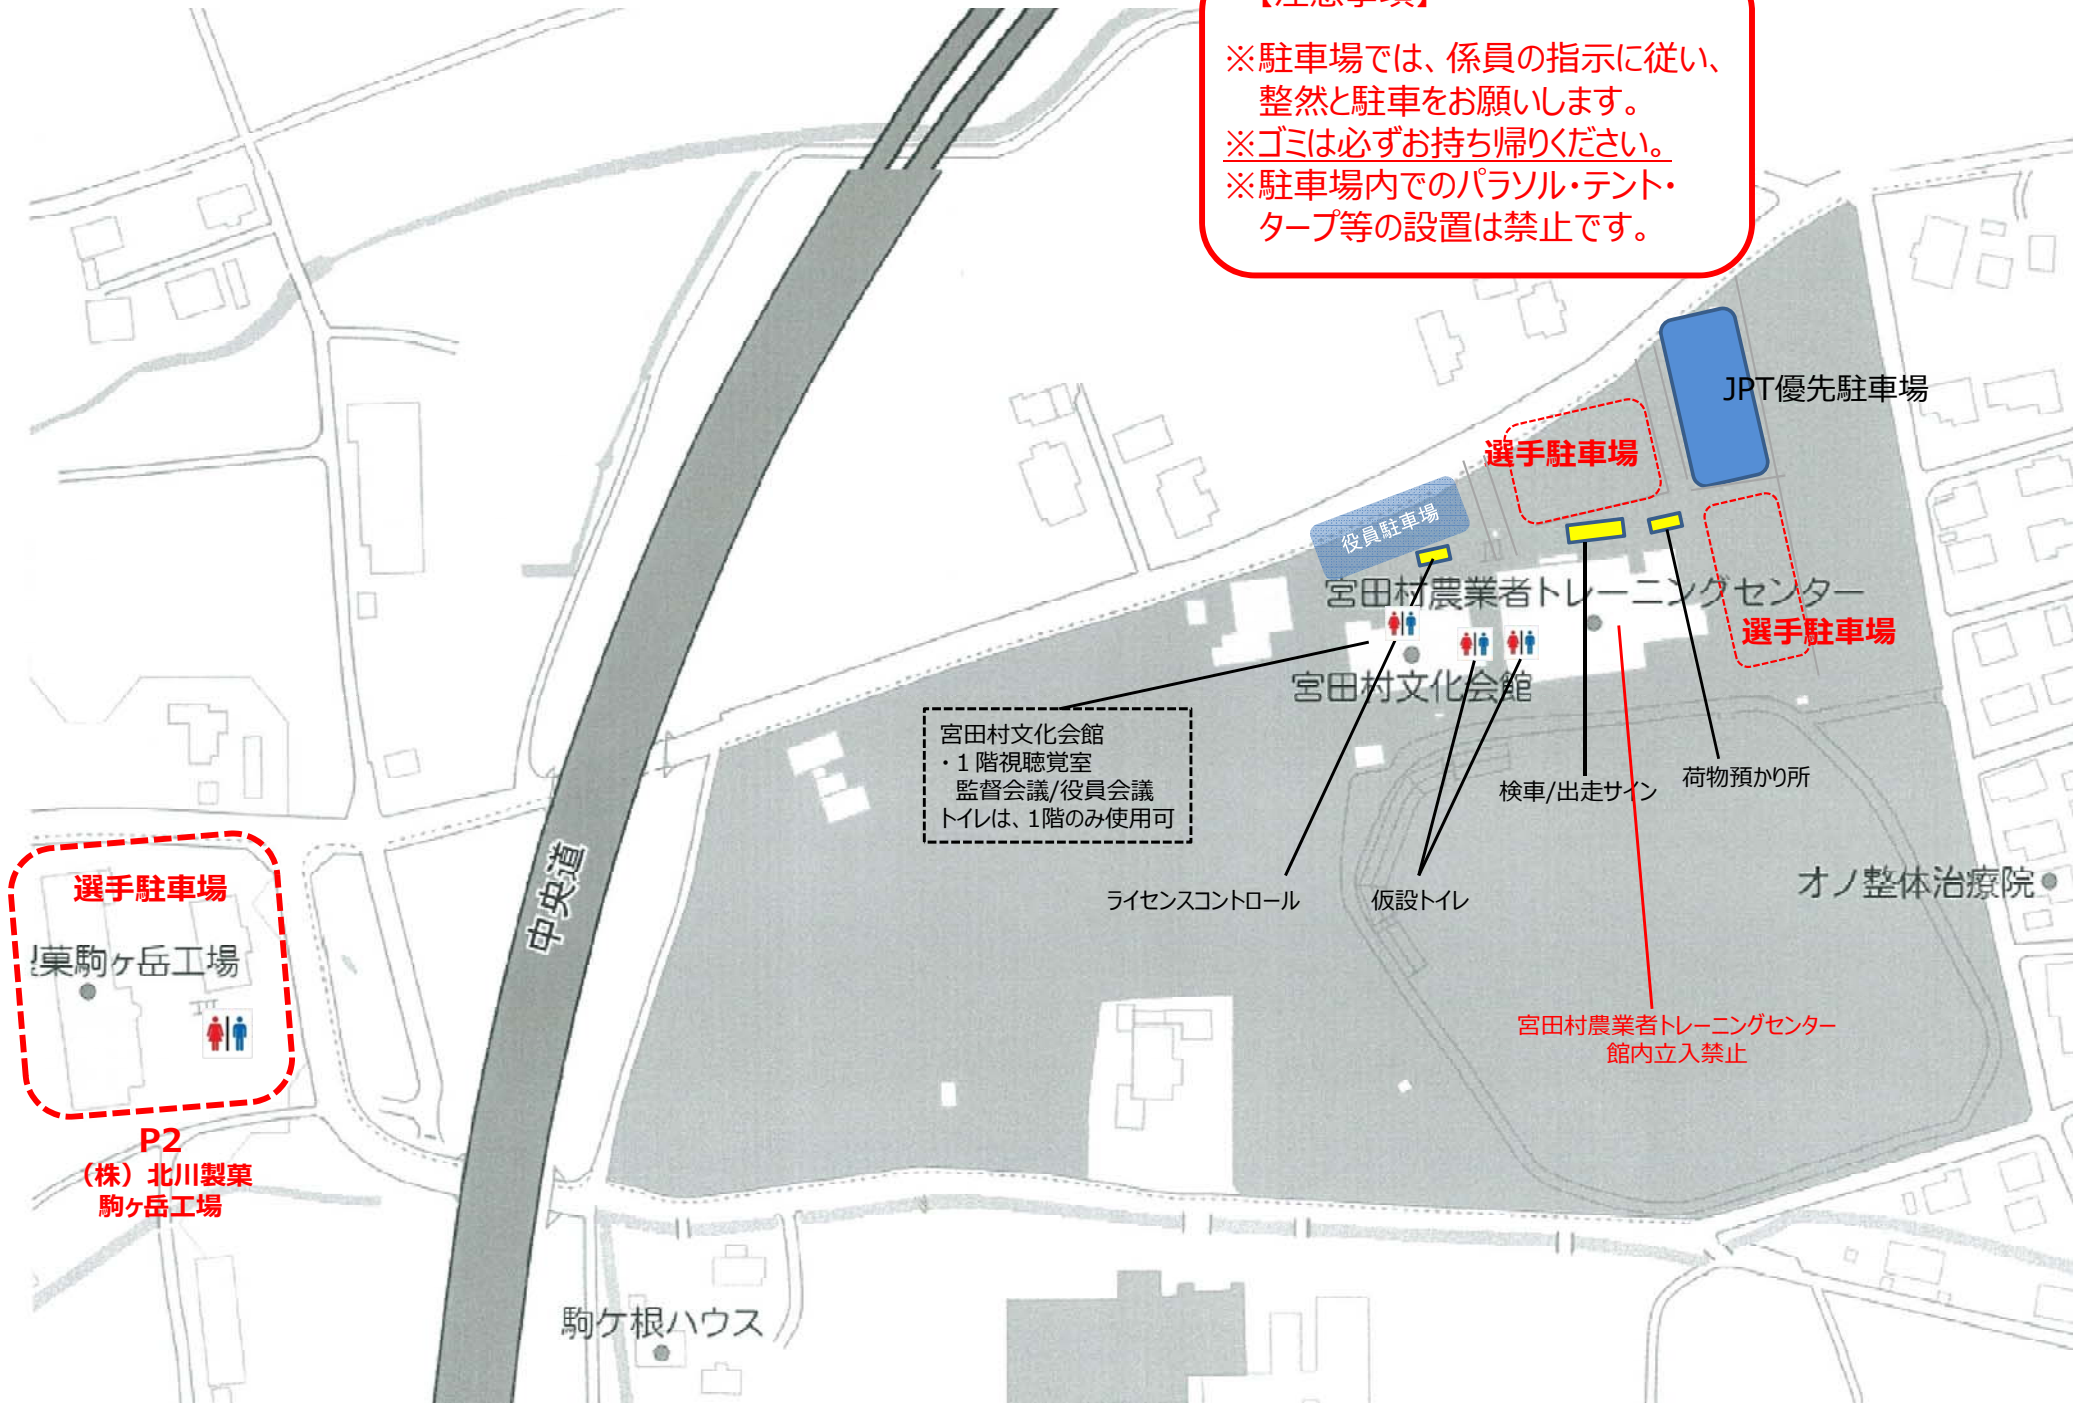 【注意事項】
※駐車場では、係員の指示に従い、
整然と駐車をお願いします。
※ゴミは必ずお持ち帰りください。
※駐車場内でのパラソル・テント・
タープ等の設置は禁止です。
JPT優先駐車場
選手駐車場
役員駐車場
宮田村農業者トレーニングセンター
選手駐車場
宮田村文化会館
宮田村文化会館
・1階視聴覚室
監督会議/役員会議
トイレは、1階のみ使用可
検車/出走サイン
荷物預かり所
ライセンスコントロール
仮設トイレ
オノ整体治療院
中央道
選手駐車場
菓駒ヶ岳工場
宮田村農業者トレーニングセンター
館内立入禁止
P2
（株）北川製菓
駒ヶ岳工場
駒ケ根ハウス